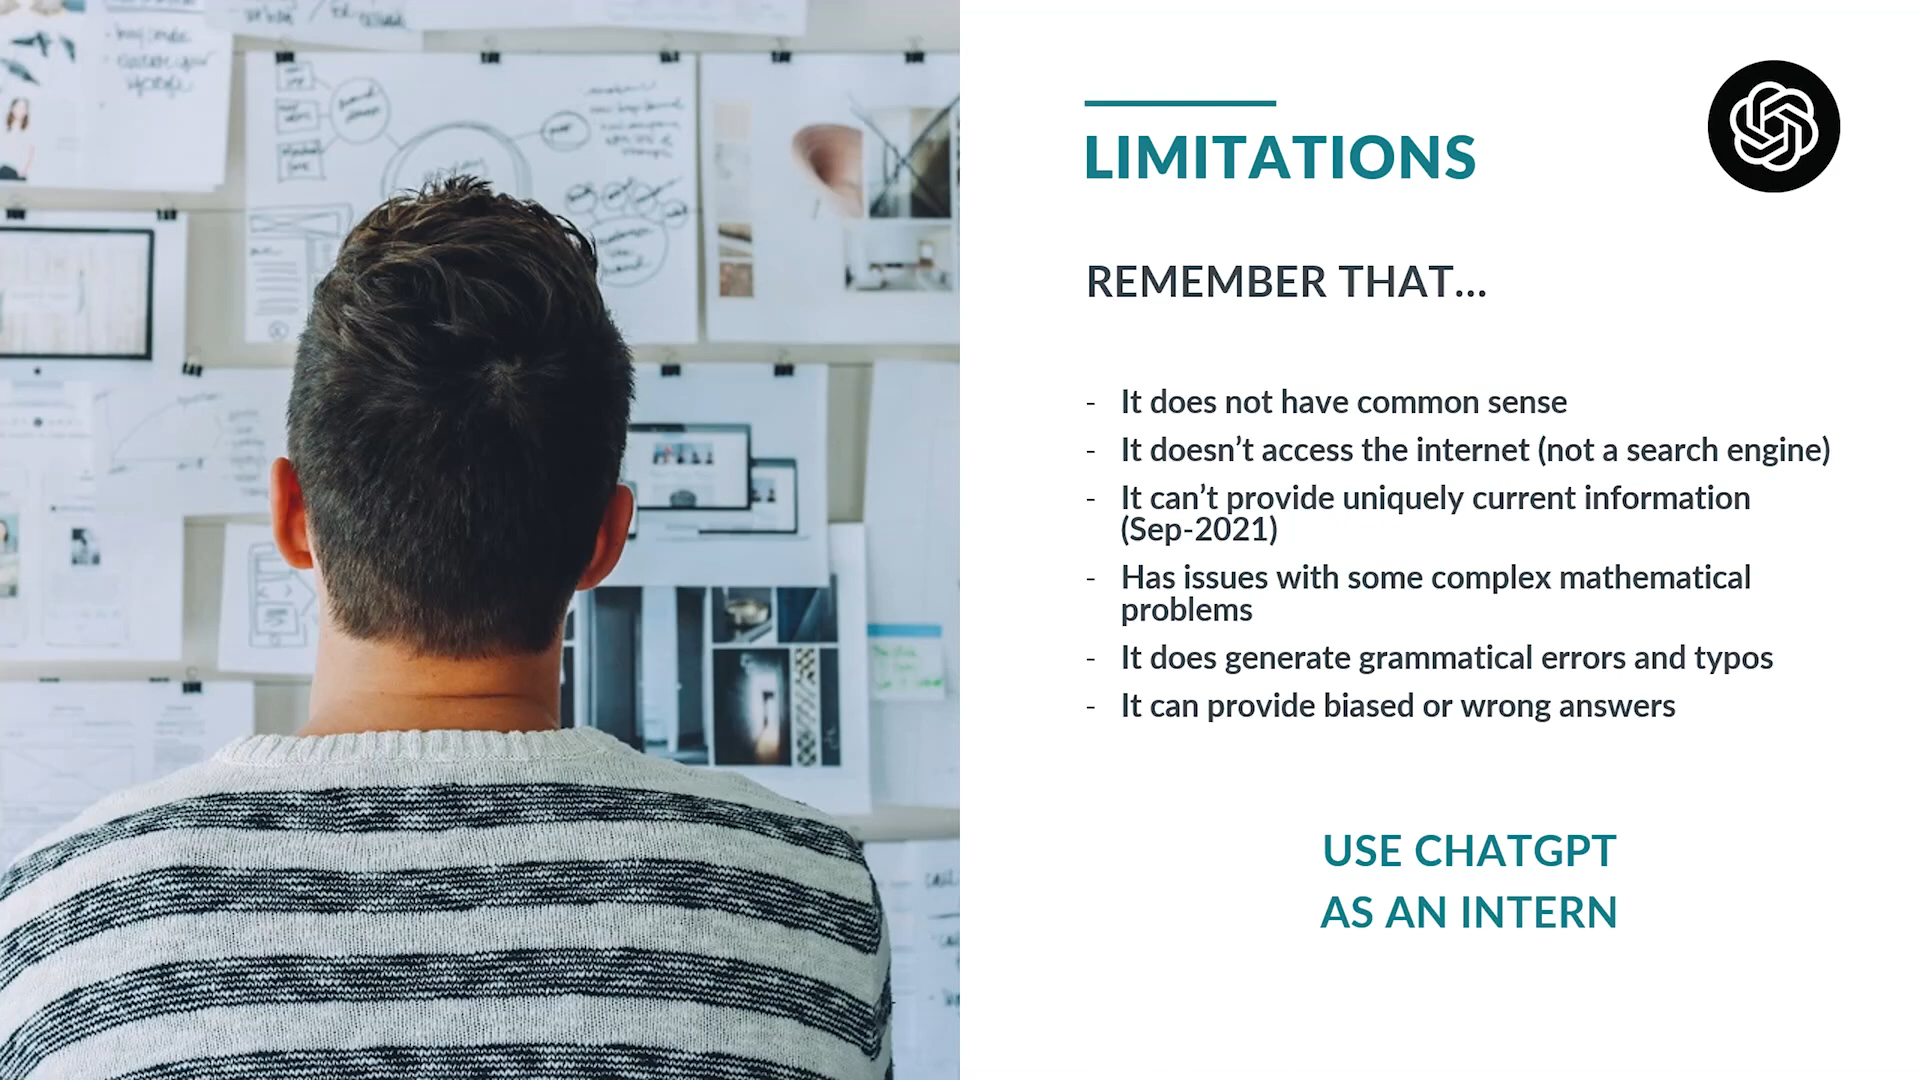 LIMITATIONS
REMEMBER THAT...
- It does not have common sense
- It doesn’t access the internet (not a search engine)
- It can’t provide uniquely current information
(Sep-2021)
- Has issues with some complex mathematical
problems
- It does generate grammatical errors and typos
- It can provide biased or wrong answers
USE CHATGPT
AS AN INTERN